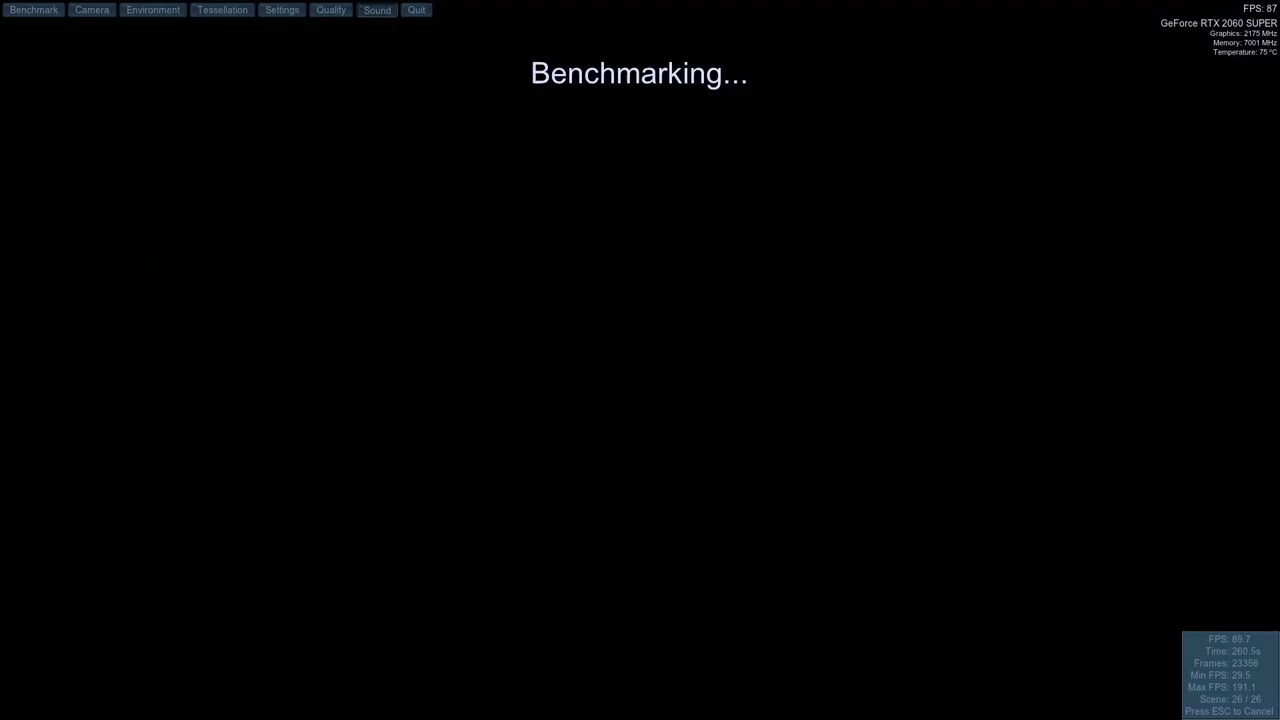 Benchmark Camera Environment Tessellation Settings Quality Sound Quit
FPS: 87
GeForce RTX 2060 SUPER
Graphics: 2175 MHz
Memory: 7001 MHz
Temperature: 75 °C
Benchmarking...
FPS: 89.7
Time: 260.5s
Frames: 23356
Min FPS: 29.5
Max FPS: 191.1
Scene: 26 / 26
Press ESC to Cancel